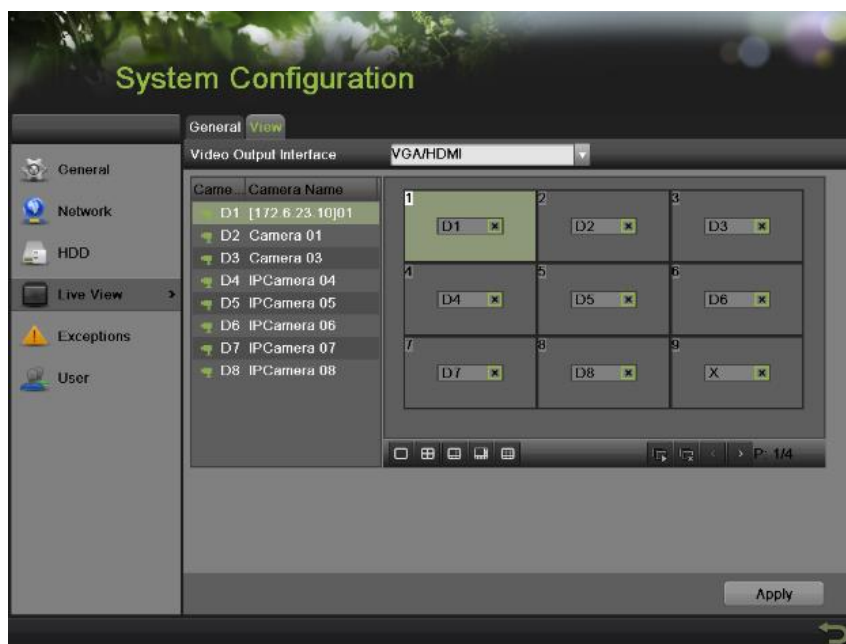 System Configuration
General View
Video Output Interface VGA/HDMI
General
Network
HDD
Live View >
Exceptions
User
Came... Camera Name
D1 [172.6.23.10]01
D2 Camera 01
D3 Camera 03
D4 IPCamera 04
D5 IPCamera 05
D6 IPCamera 06
D7 IPCamera 07
D8 IPCamera 08
1 2 3
D1 D2 D3
4 5 6
D4 D5 D6
7 8 9
D7 D8 X
P: 1/4
Apply